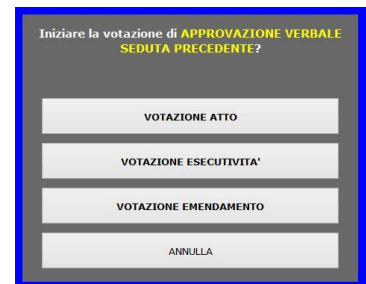 Iniziare la votazione di APPROVAZIONE VERBALE
SEDUTA PRECEDENTE?
VOTAZIONE ATTO
VOTAZIONE ESECUTIVITA'
VOTAZIONE EMENDAMENTO
ANNULLA